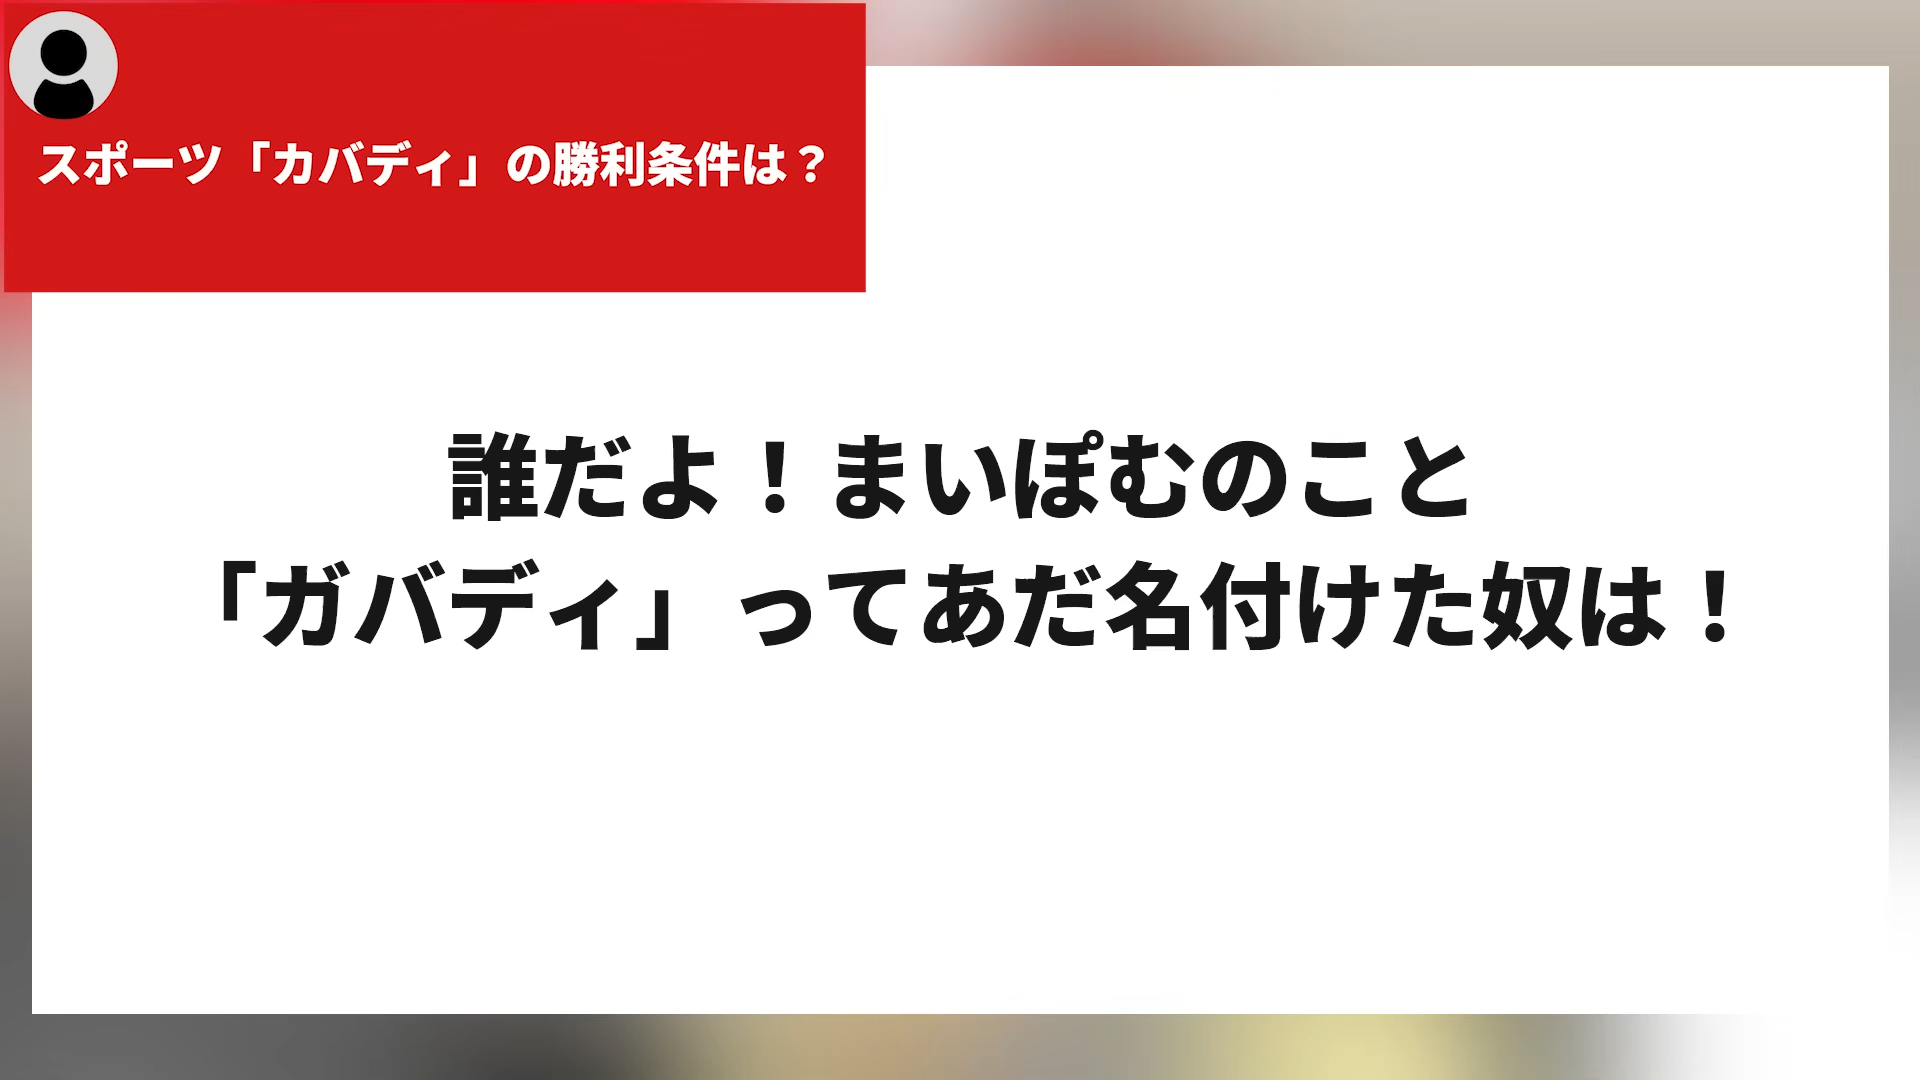 スポーツ「カバディ」の勝利条件は？
誰だよ！まいぽむのこと
「ガバディ」ってあだ名付けた奴は！